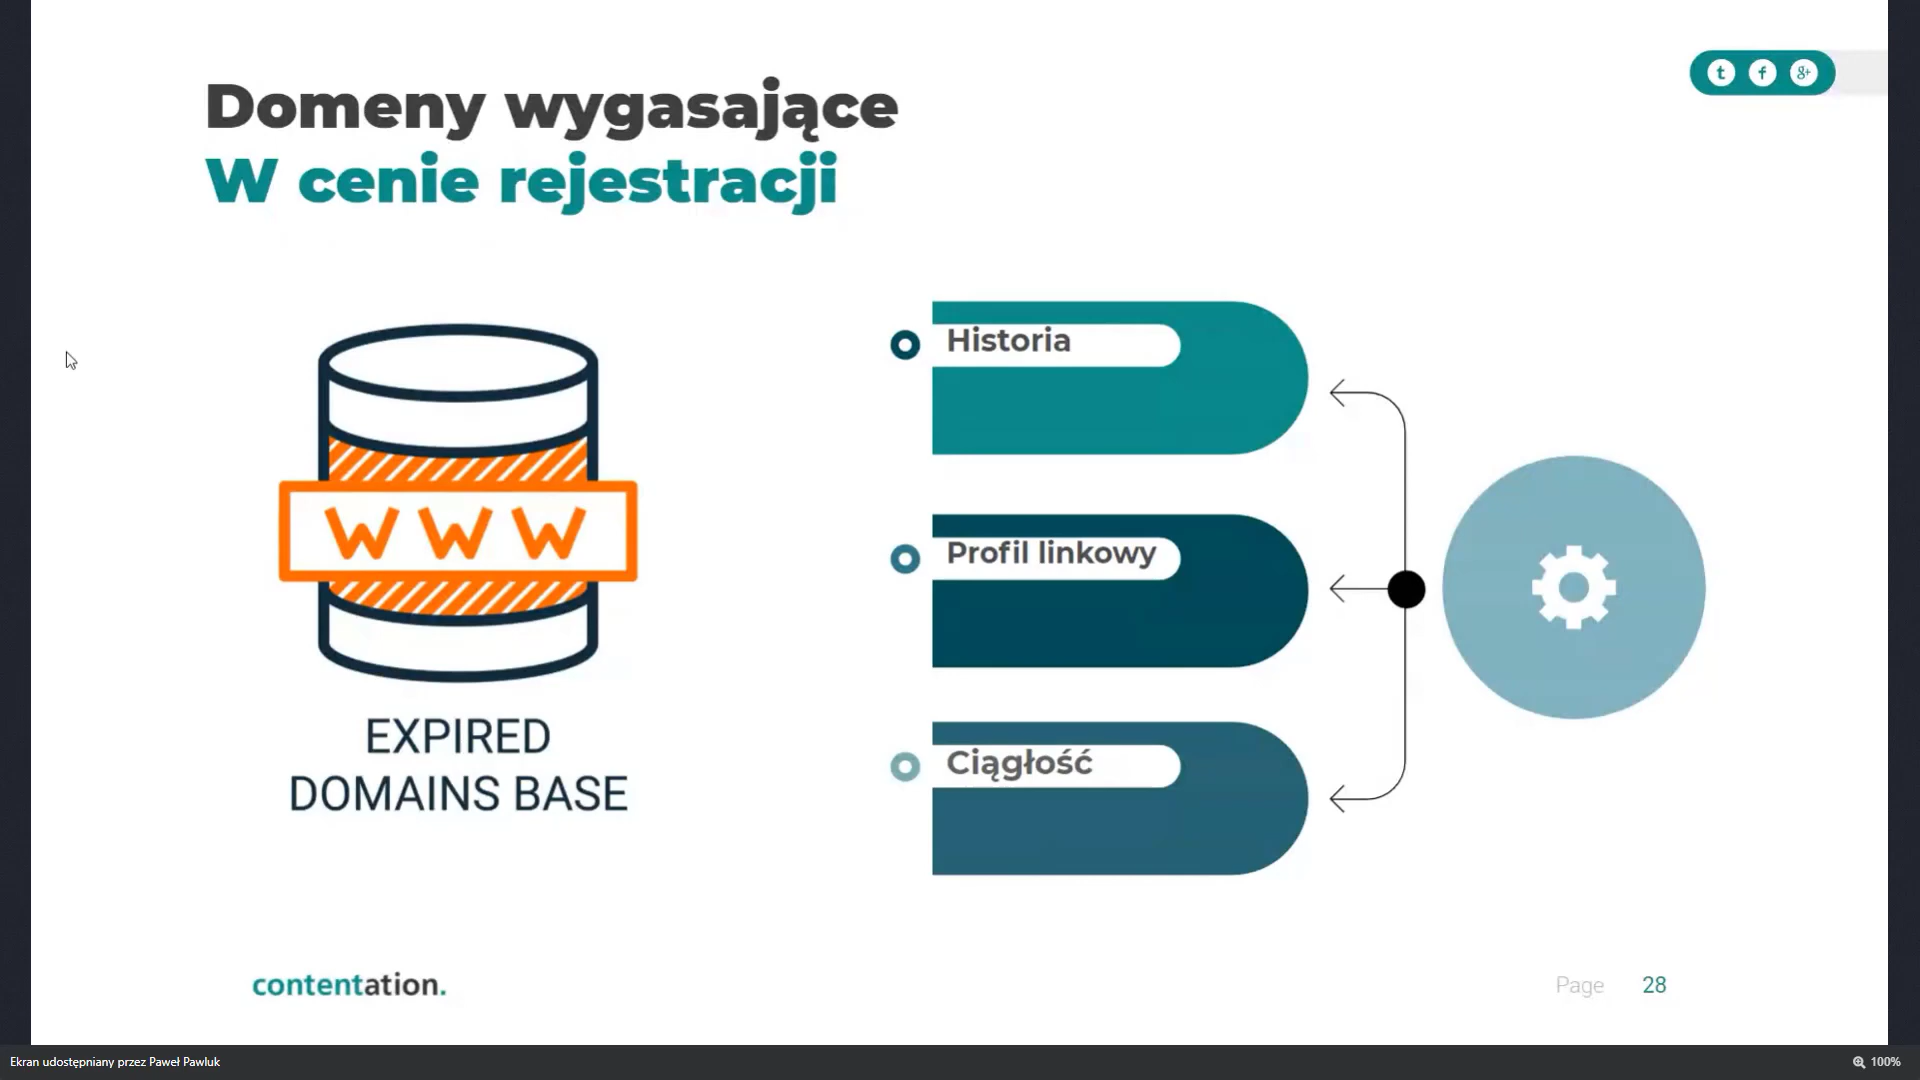 Domeny wygasające
W cenie rejestracji
t f g+
Historia
Profil linkowy
Ciągłość
WWW
EXPIRED
DOMAINS BASE
contentation.
Page 28
Ekran udostępniany przez Paweł Pawluk
100%